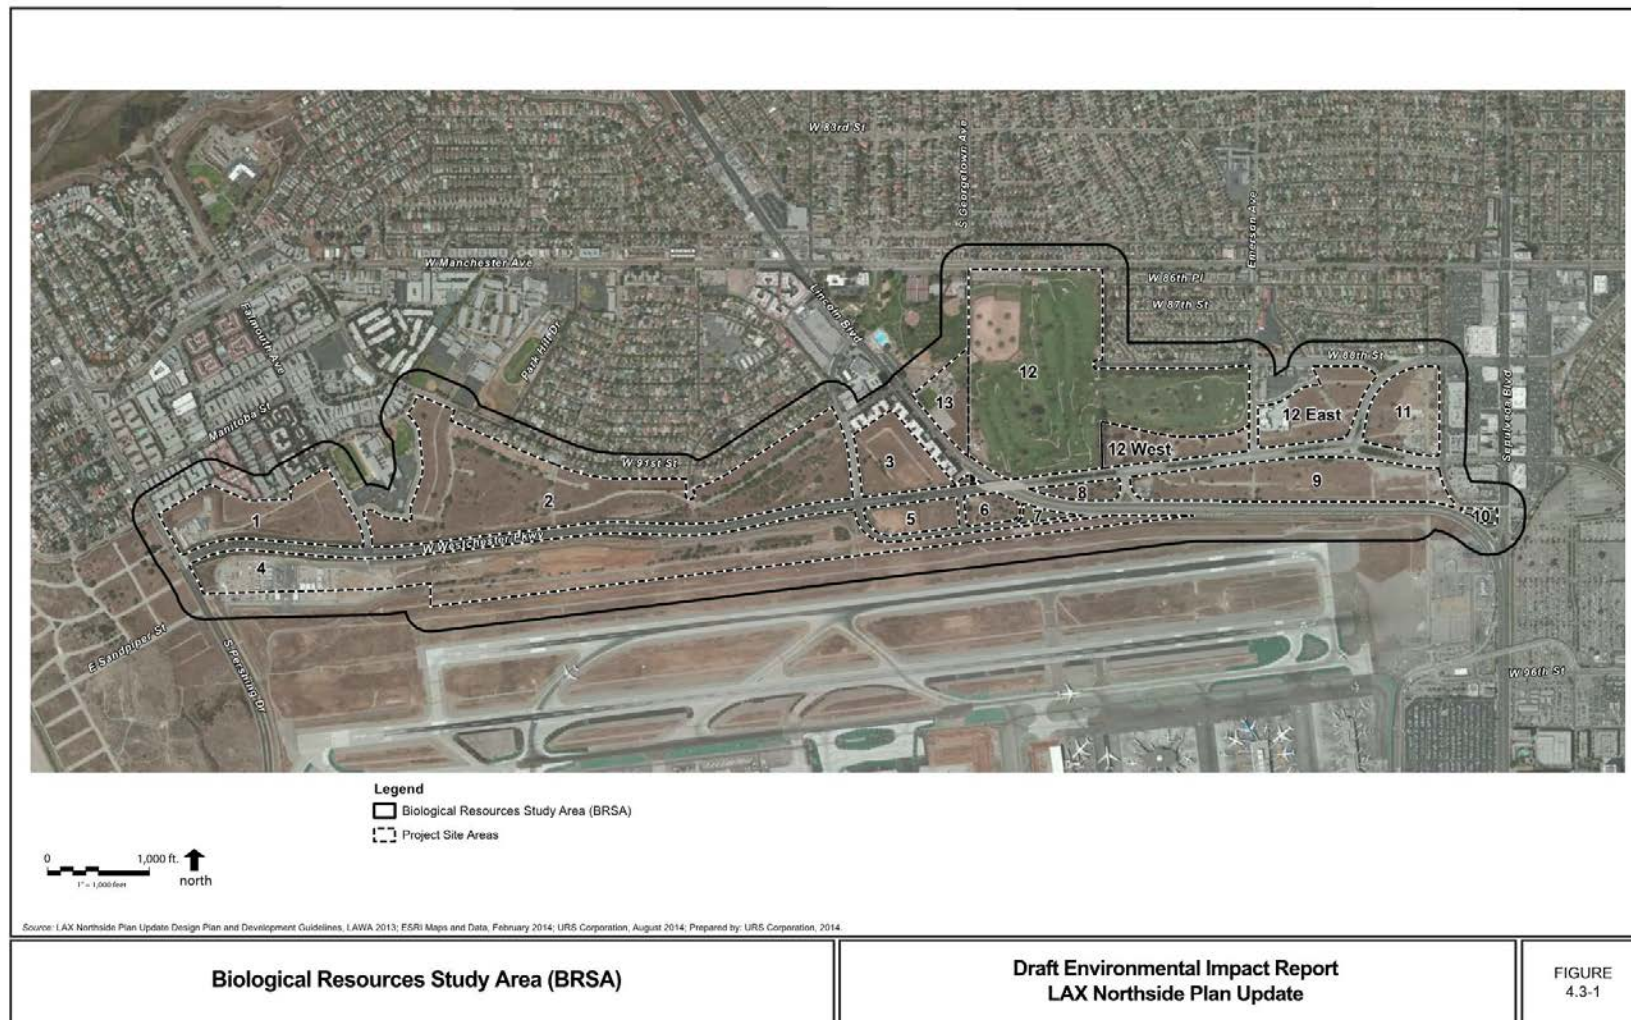 W 83rd St
S Georgetown Ave
Emerson Ave
W Manchester Ave
W 86th Pl
W 87th St
Lincoln Blvd
Falmouth Ave
Park Hill Dr
W 88th St
Sepulveda Blvd
12
13
12 East
11
Manitoba St
W 91st St
3
12 West
9
8
1
2
5
6
7
10
W Westchester Pkwy
4
E Sandpiper St
S Pershing Dr
W 96th St
Legend
Biological Resources Study Area (BRSA)
Project Site Areas
0 1,000 ft.
1" = 1,000 feet
north
Source: LAX Northside Plan Update Design Plan and Development Guidelines, LAWA 2013; ESRI Maps and Data, February 2014; URS Corporation, August 2014; Prepared by: URS Corporation, 2014.
Biological Resources Study Area (BRSA)
Draft Environmental Impact Report
LAX Northside Plan Update
FIGURE
4.3-1